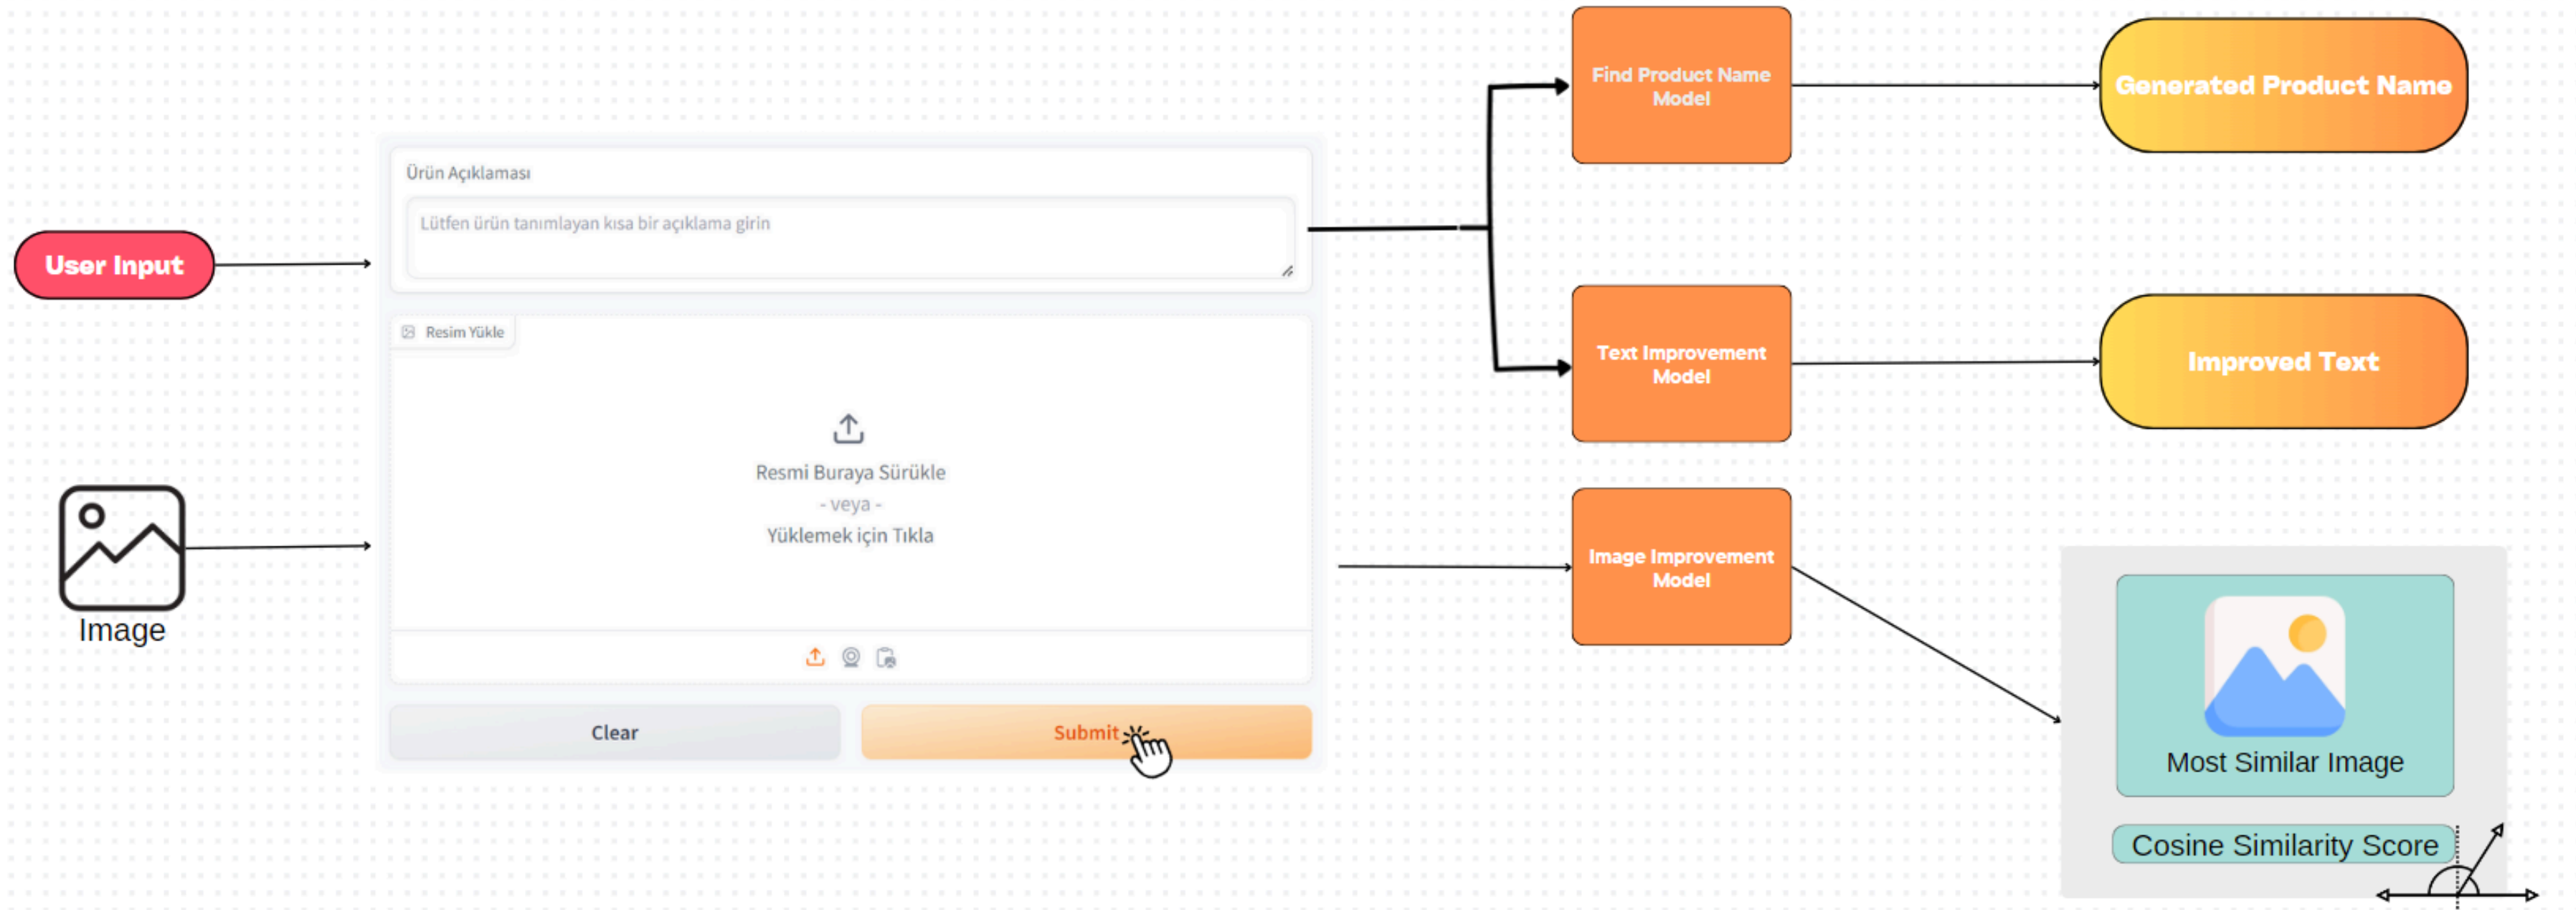 User Input
Image
Ürün Açıklaması
Lütfen ürün tanımlayan kısa bir açıklama girin
Resim Yükle
Resmi Buraya Sürükle
- veya -
Yüklemek için Tıkla
Clear
Submit
Find Product Name
Model
Generated Product Name
Text Improvement
Model
Improved Text
Image Improvement
Model
Most Similar Image
Cosine Similarity Score